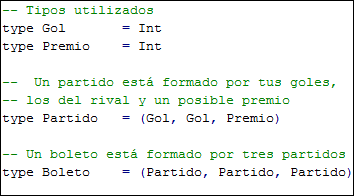 -- Tipos utilizados
type Gol       = Int
type Premio    = Int
--  Un partido está formado por tus goles,
-- los del rival y un posible premio
type Partido   = (Gol, Gol, Premio)
-- Un boleto está formado por tres partidos
type Boleto    = (Partido, Partido, Partido)